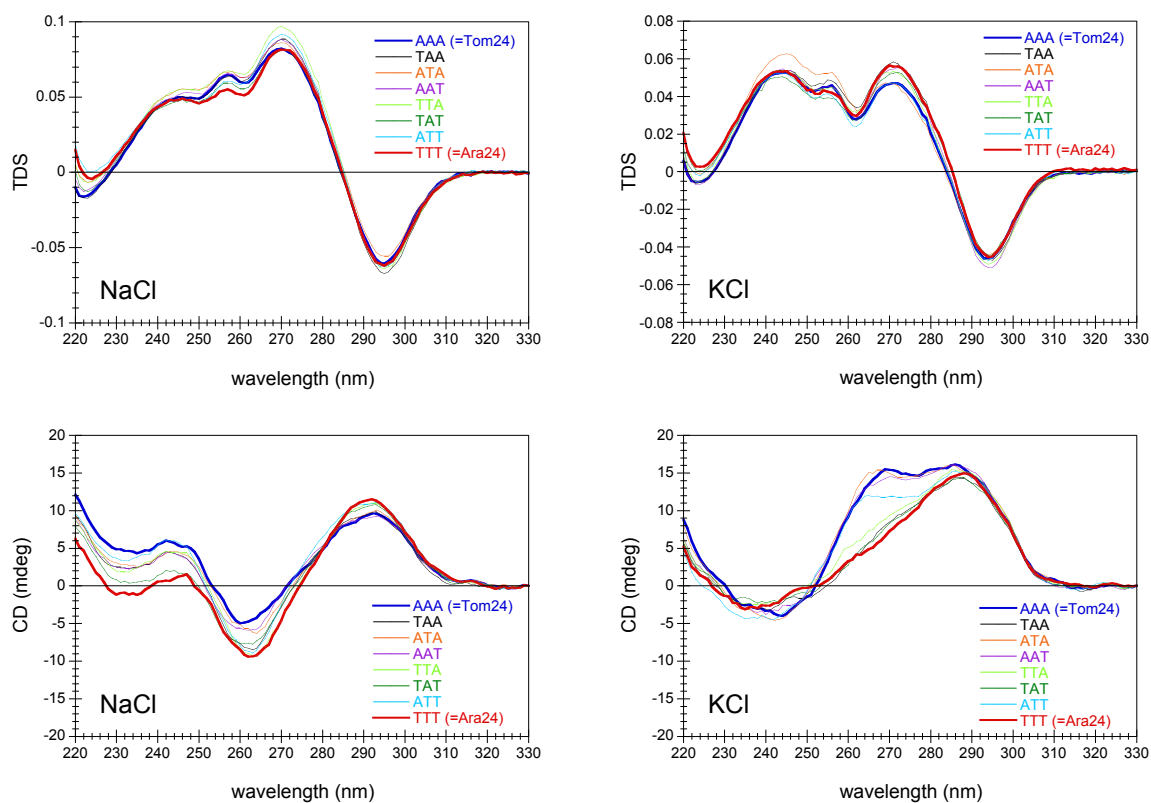 0.1
0.05
0
-0.05
-0.1
TDS
AAA (=Tom24)
TAA
ATA
AAT
TTA
TAT
ATT
TTT (=Ara24)
NaCl
220 230 240 250 260 270 280 290 300 310 320 330
wavelength (nm)
0.08
0.06
0.04
0.02
0
-0.02
-0.04
-0.06
-0.08
TDS
AAA (=Tom24)
TAA
ATA
AAT
TTA
TAT
ATT
TTT (=Ara24)
KCl
220 230 240 250 260 270 280 290 300 310 320 330
wavelength (nm)
20
15
10
5
0
-5
-10
-15
-20
CD (mdeg)
AAA (=Tom24)
TAA
ATA
AAT
TTA
TAT
ATT
TTT (=Ara24)
NaCl
220 230 240 250 260 270 280 290 300 310 320 330
wavelength (nm)
20
15
10
5
0
-5
-10
-15
-20
CD (mdeg)
AAA (=Tom24)
TAA
ATA
AAT
TTA
TAT
ATT
TTT (=Ara24)
KCl
220 230 240 250 260 270 280 290 300 310 320 330
wavelength (nm)